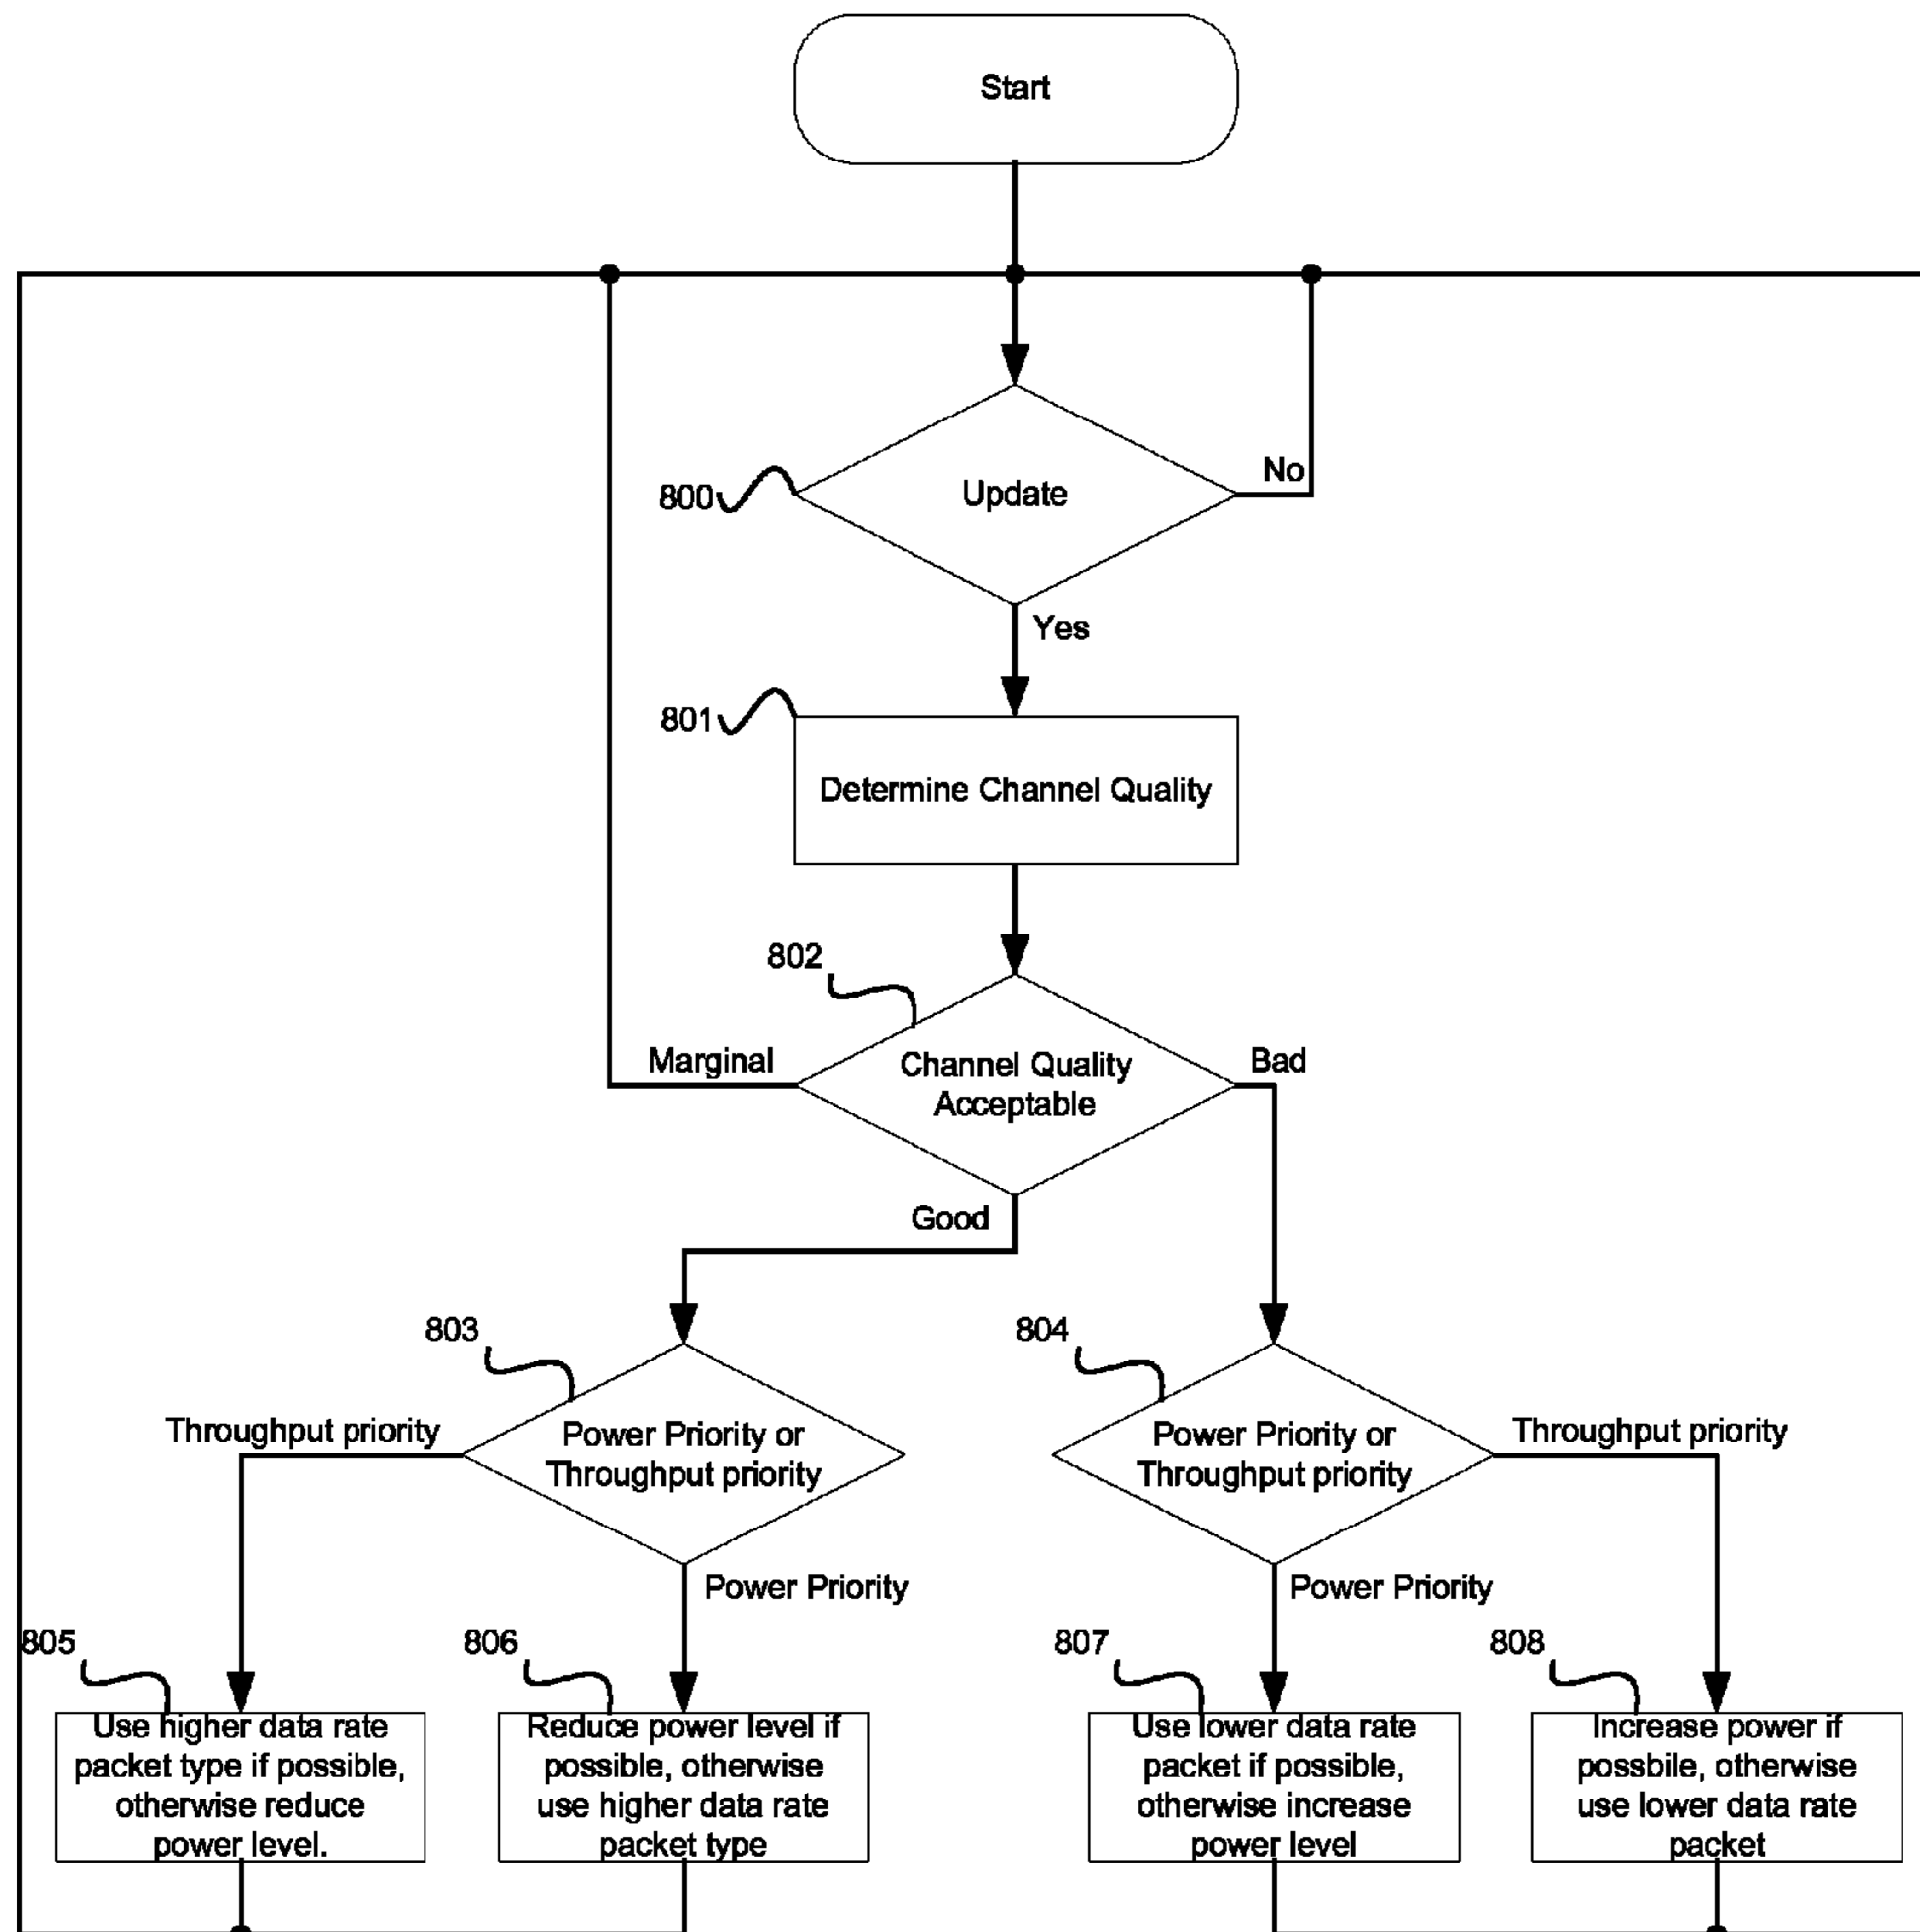 Start
800
Update
No
Yes
801
Determine Channel Quality
802
Marginal
Channel Quality
Acceptable
Bad
Good
803
804
Throughput priority
Power Priority or
Throughput priority
Power Priority or
Throughput priority
Throughput priority
Power Priority
Power Priority
805
806
807
808
Use higher data rate
packet type if possible,
otherwise reduce
power level.
Reduce power level if
possible, otherwise
use higher data rate
packet type
Use lower data rate
packet if possible,
otherwise increase
power level
Increase power if
possbile, otherwise
use lower data rate
packet